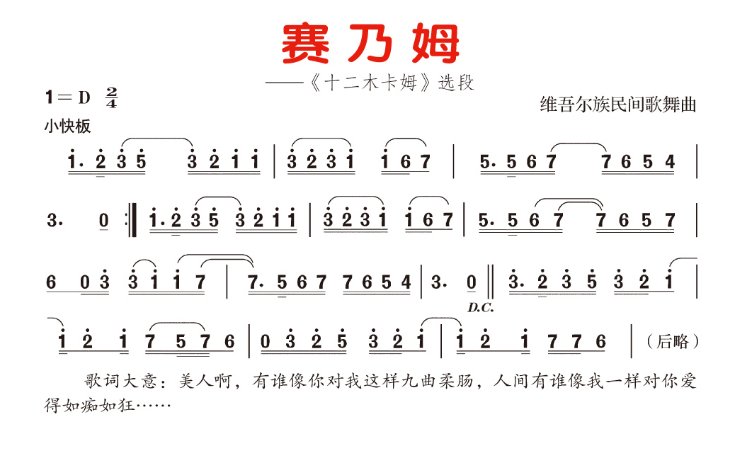 赛乃姆
——《十二木卡姆》选段
1=D 2/4
维吾尔族民间歌舞曲
小快板
1. 2 3 5 3 2 1 1 | 3 2 3 1 1 6 7 | 5. 5 6 7 7 6 5 4 |
3. 0 :‖ 1. 2 3 5 3 2 1 1 | 3 2 3 1 1 6 7 | 5. 5 6 7 7 6 5 7 |
6 0 3 3 1 1 7 | 7. 5 6 7 7 6 5 4 | 3. 0 ‖ 3. 2 3 5 3 2 1 |
D.C.
1 2 1 7 5 7 6 | 0 3 2 5 3 2 1 | 1 2 1 7 7 6 | (后略)
歌词大意：美人啊，有谁像你对我这样九曲柔肠，人间有谁像我一样对你爱
得如痴如狂……